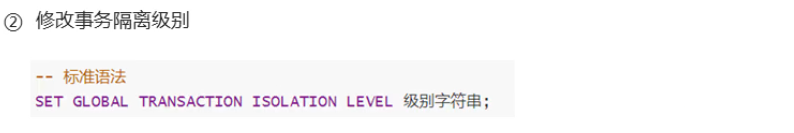 ② 修改事务隔离级别
-- 标准语法
SET GLOBAL TRANSACTION ISOLATION LEVEL 级别字符串;